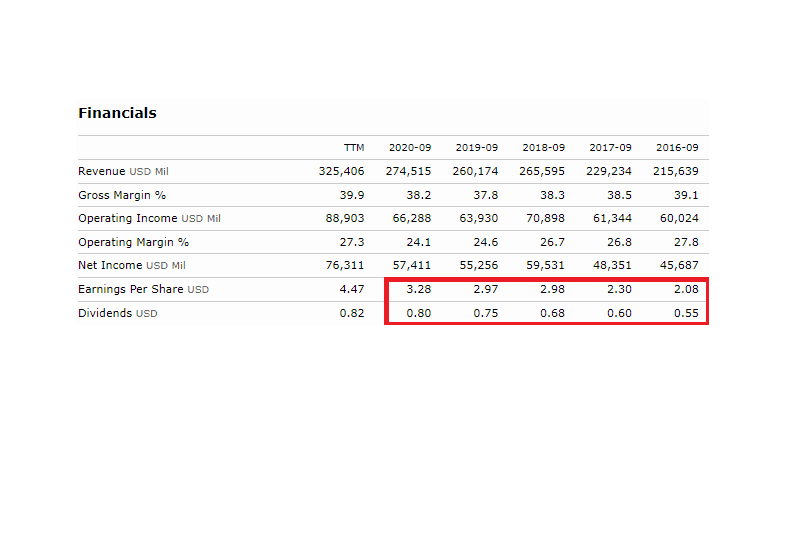 Financials
TTM 2020-09 2019-09 2018-09 2017-09 2016-09
Revenue USD Mil 325,406 274,515 260,174 265,595 229,234 215,639
Gross Margin % 39.9 38.2 37.8 38.3 38.5 39.1
Operating Income USD Mil 88,903 66,288 63,930 70,898 61,344 60,024
Operating Margin % 27.3 24.1 24.6 26.7 26.8 27.8
Net Income USD Mil 76,311 57,411 55,256 59,531 48,351 45,687
Earnings Per Share USD 4.47 3.28 2.97 2.98 2.30 2.08
Dividends USD 0.82 0.80 0.75 0.68 0.60 0.55